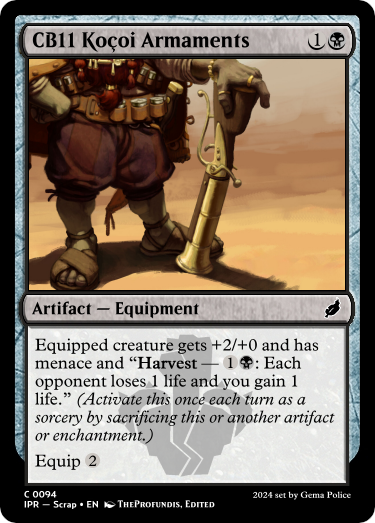 CB11 Koçoi Armaments 1
Artifact — Equipment
Equipped creature gets +2/+0 and has
menace and “Harvest — 1 : Each
opponent loses 1 life and you gain 1
life.” (Activate this once each turn as a
sorcery by sacrificing this or another artifact
or enchantment.)
Equip 2
C 0094
IPR — Scrap • EN TheProfundis, Edited
2024 set by Gema Police